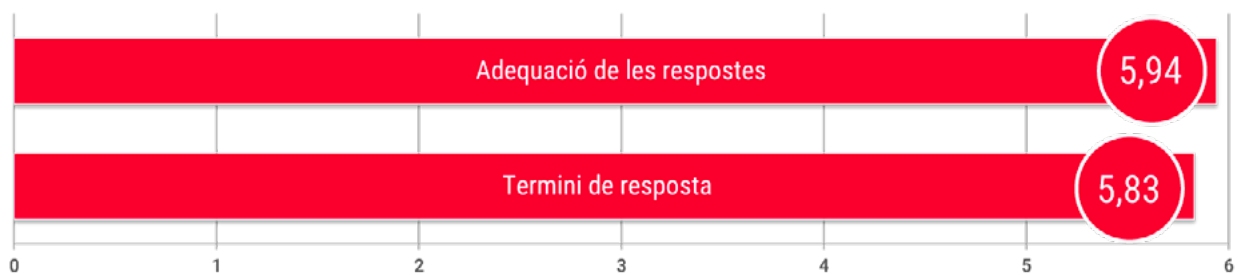 Adequació de les respostes
5,94
Termini de resposta
5,83
0 1 2 3 4 5 6